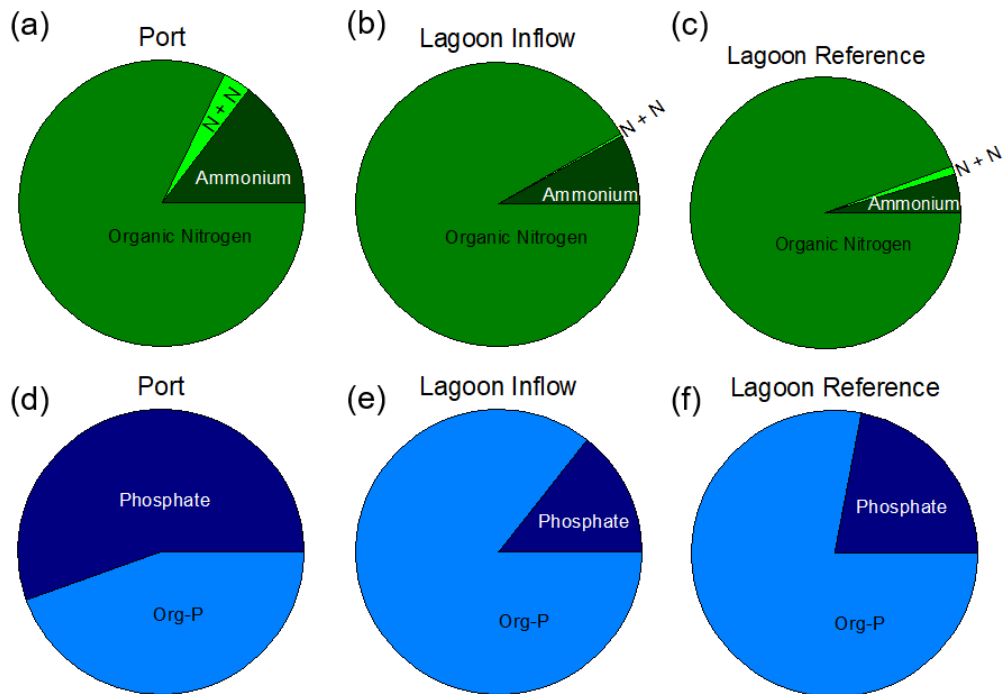 (a)
Port
N + N
Ammonium
Organic Nitrogen
(b)
Lagoon Inflow
N + N
Ammonium
Organic Nitrogen
(c)
Lagoon Reference
N + N
Ammonium
Organic Nitrogen
(d)
Port
Phosphate
Org-P
(e)
Lagoon Inflow
Phosphate
Org-P
(f)
Lagoon Reference
Phosphate
Org-P